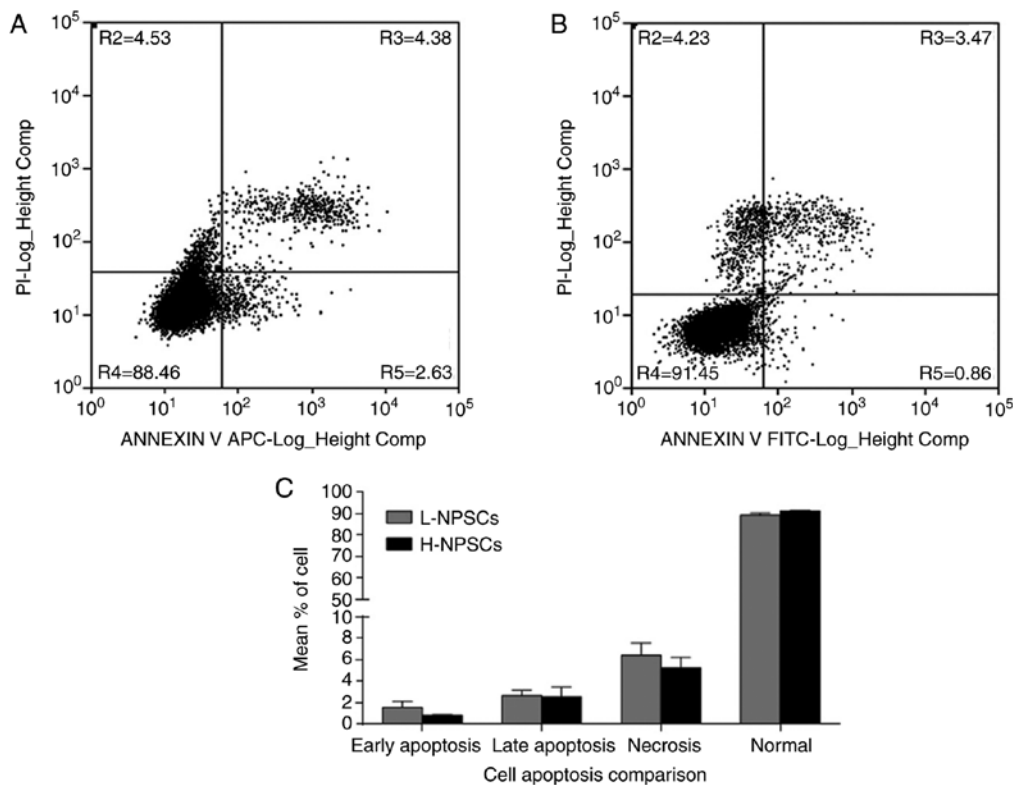 A
R2=4.53
R3=4.38
R4=88.46
R5=2.63
10^5
10^4
10^3
10^2
10^1
10^0
PI-Log_Height Comp
10^0 10^1 10^2 10^3 10^4 10^5
ANNEXIN V APC-Log_Height Comp
B
R2=4.23
R3=3.47
R4=91.45
R5=0.86
10^5
10^4
10^3
10^2
10^1
10^0
PI-Log_Height Comp
10^0 10^1 10^2 10^3 10^4 10^5
ANNEXIN V FITC-Log_Height Comp
C
L-NPSCs
H-NPSCs
100
90
80
70
60
50
10
8
6
4
2
0
Mean % of cell
Early apoptosis Late apoptosis Necrosis Normal
Cell apoptosis comparison